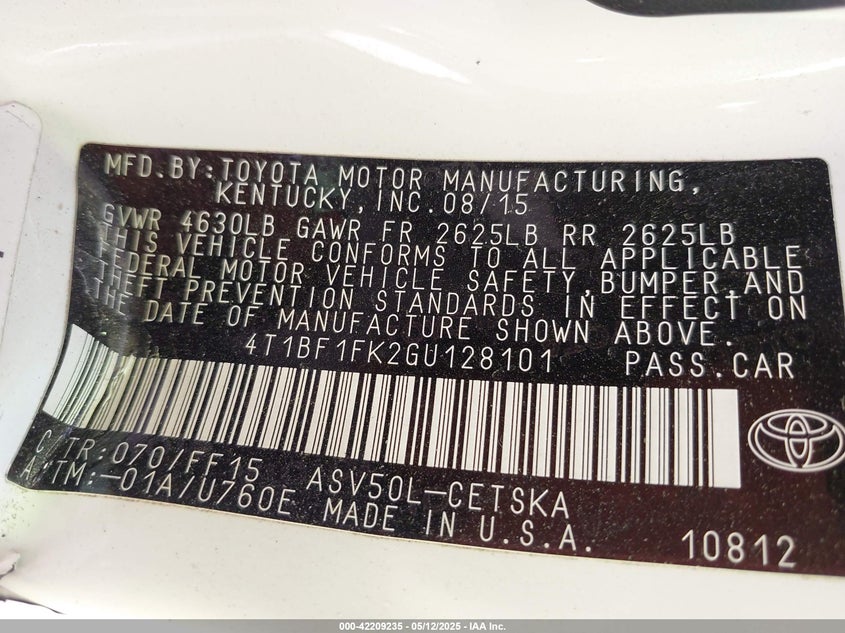 MFD.BY:TOYOTA MOTOR MANUFACTURING,
KENTUCKY,INC.08/15
GVWR 4630LB GAWR FR 2625LB RR 2625LB
THIS VEHICLE CONFORMS TO ALL APPLICABLE
FEDERAL MOTOR VEHICLE SAFETY,BUMPER,AND
THEFT PREVENTION STANDARDS IN EFFECT ON
THE DATE OF MANUFACTURE SHOWN ABOVE.
4T1BF1FK2GU128101 PASS.CAR
C/TR:070/FF15 ASV50L-CETSKA
A/TM:-01A/U760E MADE IN U.S.A. 10812
000-42209235 - 05/12/2025 - IAA Inc.